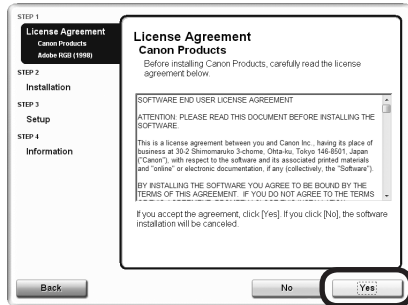 STEP 1
License Agreement
Canon Products
Adobe RGB (1998)
STEP 2
Installation
STEP 3
Setup
STEP 4
Information
License Agreement
Canon Products
Before installing Canon Products, carefully read the license
agreement below.
SOFTWARE END USER LICENSE AGREEMENT
ATTENTION: PLEASE READ THIS DOCUMENT BEFORE INSTALLING THE
SOFTWARE.
This is a license agreement between you and Canon Inc., having its place of
business at 30-2 Shimomaruko 3-chome, Ohta-ku, Tokyo 146-8501, Japan
("Canon"), with respect to the software and its associated printed materials
and "online" or electronic documentation, if any (collectively, the "Software").
BY INSTALLING THE SOFTWARE YOU AGREE TO BE BOUND BY THE
TERMS OF THIS AGREEMENT. IF YOU DO NOT AGREE TO THE TERMS
If you accept the agreement, click [Yes]. If you click [No], the software
installation will be canceled.
Back
No
Yes